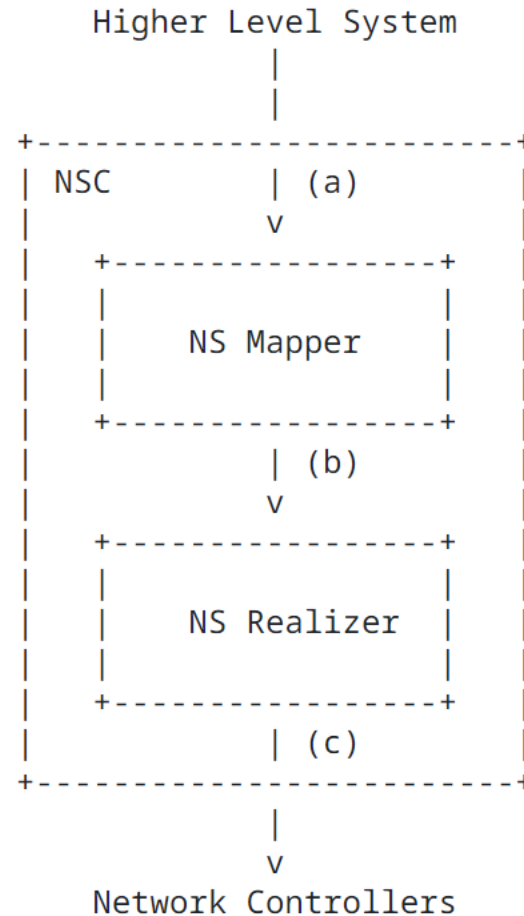 Higher Level System
|
|
+-------------------------+
| NSC | (a) |
| v |
| +-----------------+ |
| | | |
| | NS Mapper | |
| | | |
| +-----------------+ |
| | (b) |
| v |
| +-----------------+ |
| | | |
| | NS Realizer | |
| | | |
| +-----------------+ |
| | (c) |
+-------------------------+
|
v
Network Controllers